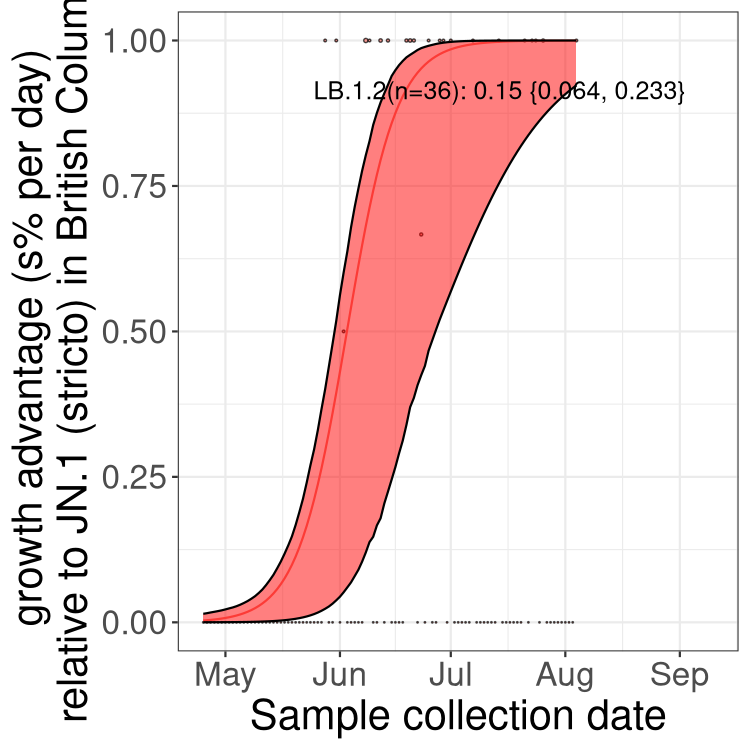 growth advantage (s% per day)
relative to JN.1 (stricto) in British Colum
1.00
0.75
0.50
0.25
0.00
LB.1.2(n=36): 0.15 {0.064, 0.233}
May Jun Jul Aug Sep
Sample collection date